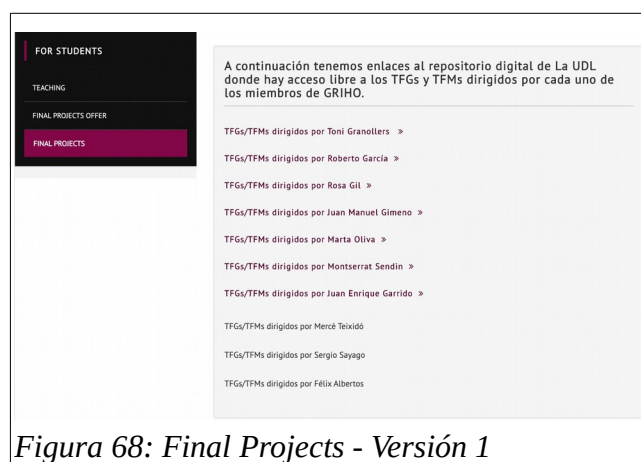 FOR STUDENTS
TEACHING
FINAL PROJECTS OFFER
FINAL PROJECTS
A continuación tenemos enlaces al repositorio digital de La UDL
donde hay acceso libre a los TFGs y TFMs dirigidos por cada uno de
los miembros de GRIHO.
TFGs/TFMs dirigidos por Toni Granollers »
TFGs/TFMs dirigidos por Roberto García »
TFGs/TFMs dirigidos por Rosa Gil »
TFGs/TFMs dirigidos por Juan Manuel Gimeno »
TFGs/TFMs dirigidos por Marta Oliva »
TFGs/TFMs dirigidos por Montserrat Sendin »
TFGs/TFMs dirigidos por Juan Enrique Garrido »
TFGs/TFMs dirigidos por Mercé Teixidó
TFGs/TFMs dirigidos por Sergio Sayago
TFGs/TFMs dirigidos por Félix Albertos
Figura 68: Final Projects - Versión 1